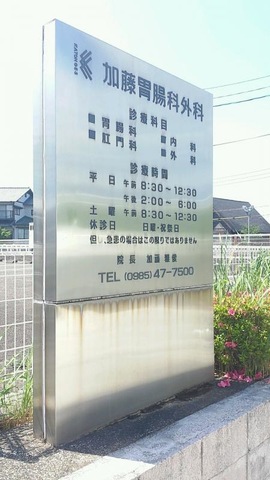 加藤胃腸科外科
診療科目
■胃腸科 ■内科
■肛門科 ■外科
診療時間
平日 午前 8:30～12:30
午後 2:00～6:00
土曜 午前 8:30～12:30
休診日 日曜・祝祭日
但し、急患の場合はこの限りではありません
院長 加藤
TEL (0985)47-7500